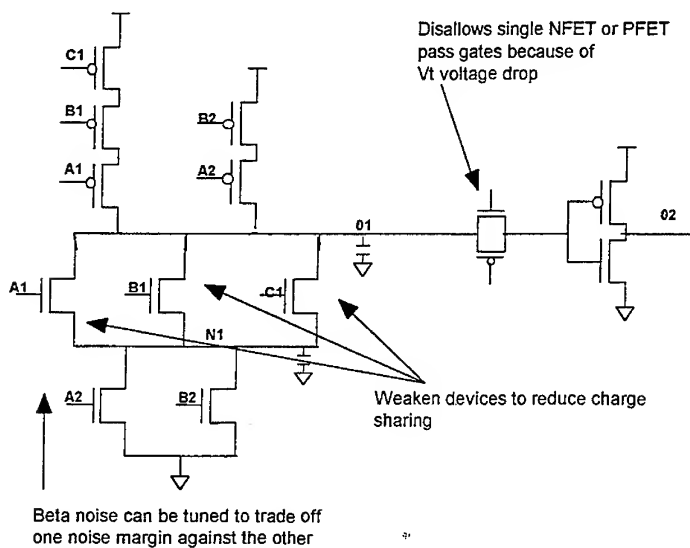 Disallows single NFET or PFET
pass gates because of
Vt voltage drop
C1
B1
B2
A1
A2
01
02
A1
B1
C1
N1
A2
B2
Weaken devices to reduce charge
sharing
Beta noise can be tuned to trade off
one noise margin against the other